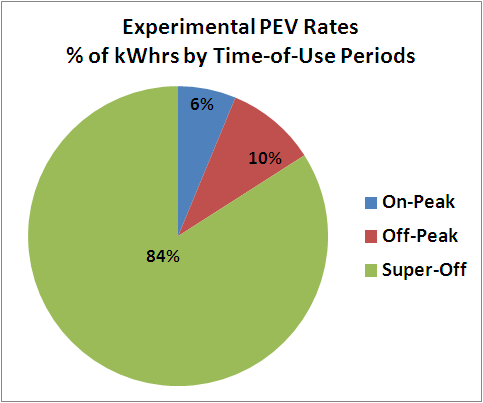 Experimental PEV Rates
% of kWhrs by Time-of-Use Periods
6%
10%
84%
On-Peak
Off-Peak
Super-Off